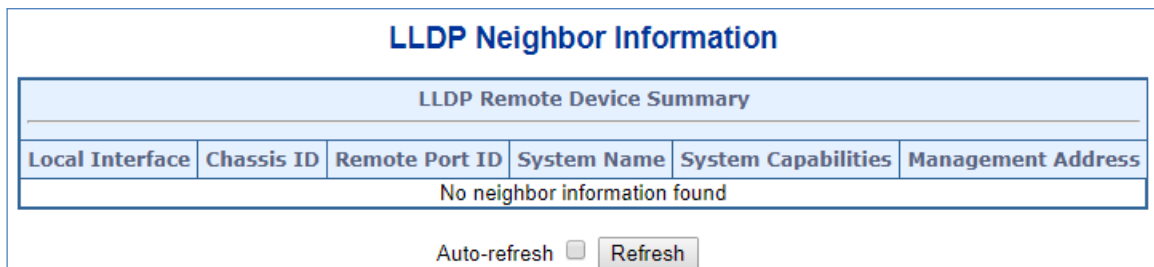 LLDP Neighbor Information
LLDP Remote Device Summary
Local Interface Chassis ID Remote Port ID System Name System Capabilities Management Address
No neighbor information found
Auto-refresh Refresh